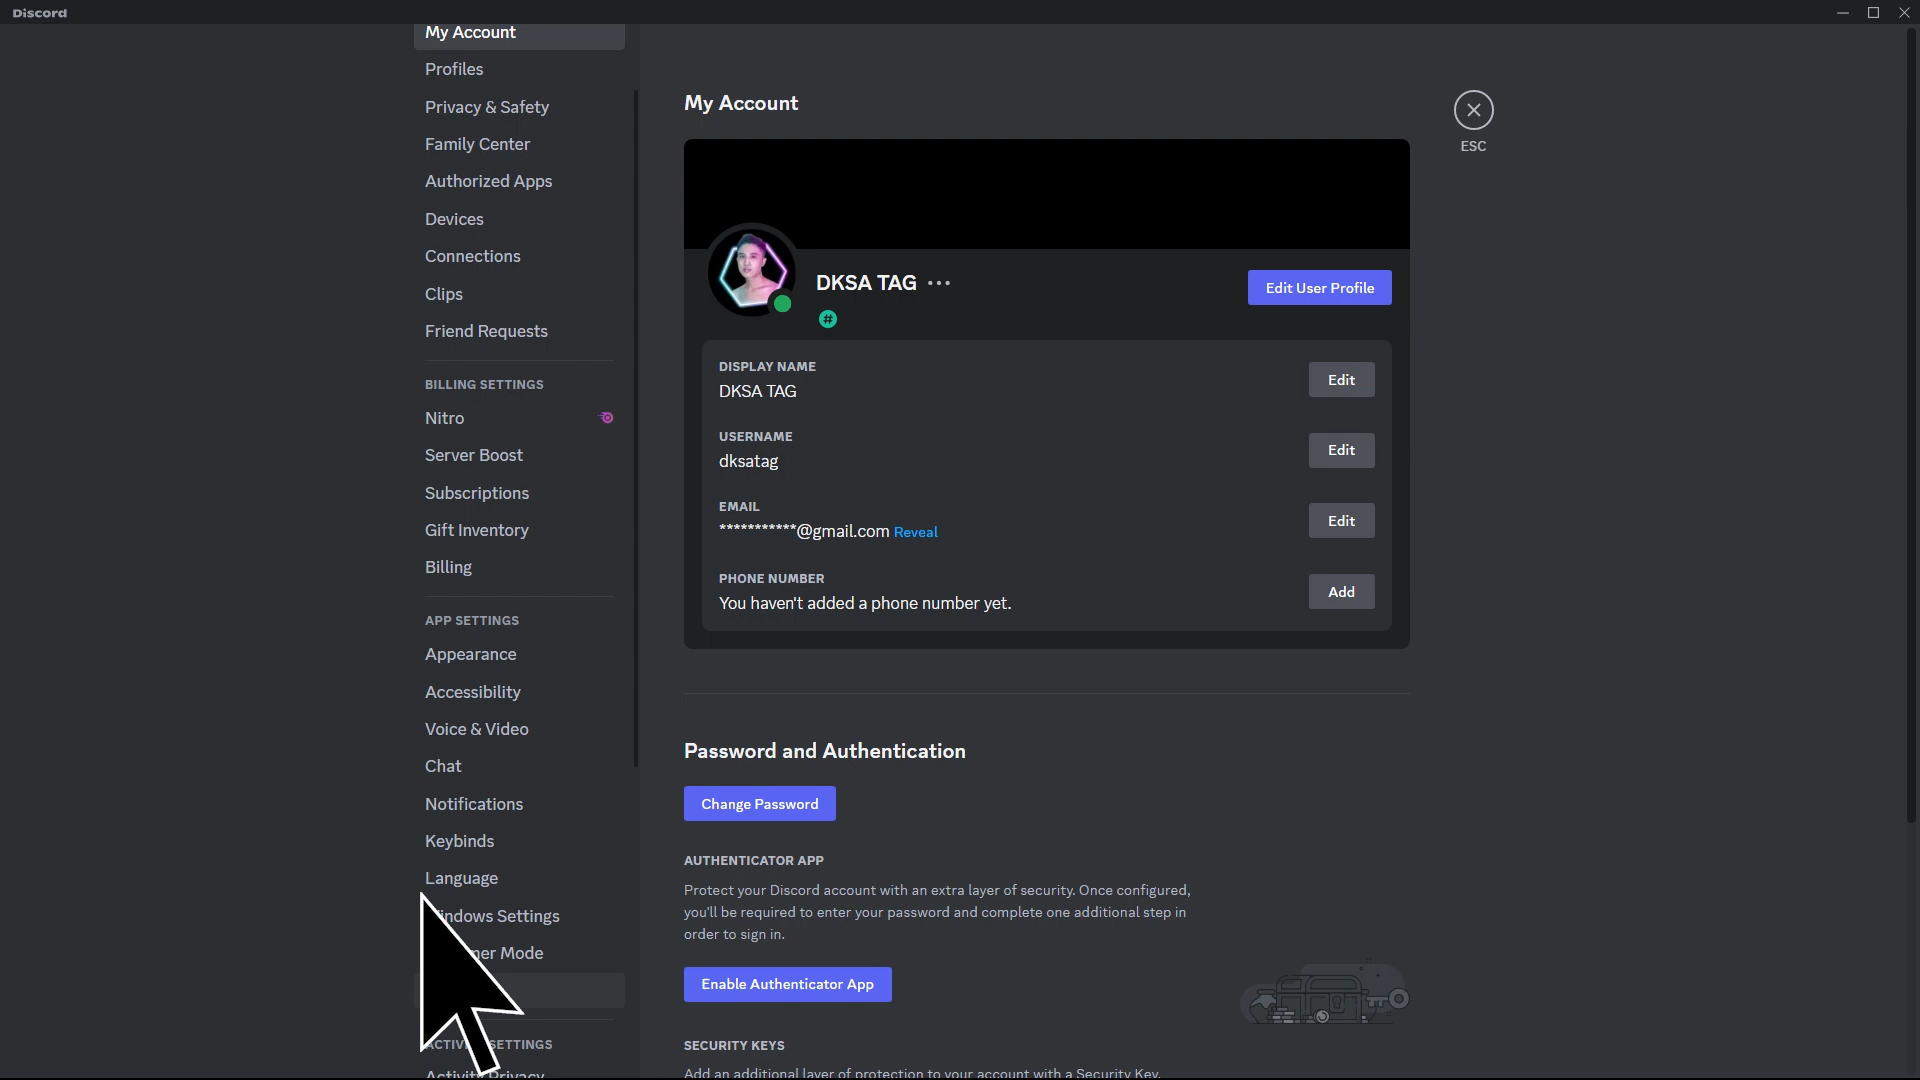 Discord
My Account
Profiles
Privacy & Safety
Family Center
Authorized Apps
Devices
Connections
Clips
Friend Requests
BILLING SETTINGS
Nitro
Server Boost
Subscriptions
Gift Inventory
Billing
APP SETTINGS
Appearance
Accessibility
Voice & Video
Chat
Notifications
Keybinds
Language
Settings
Mode
SETTINGS
Privacy
My Account
ESC
DKSA TAG
#
Edit User Profile
DISPLAY NAME
DKSA TAG
Edit
USERNAME
dksatag
Edit
EMAIL
***********@gmail.com Reveal
Edit
PHONE NUMBER
You haven't added a phone number yet.
Add
Password and Authentication
Change Password
AUTHENTICATOR APP
Protect your Discord account with an extra layer of security. Once configured,
you'll be required to enter your password and complete one additional step in
order to sign in.
Enable Authenticator App
SECURITY KEYS
Add an additional layer of protection to your account with a Security Key.